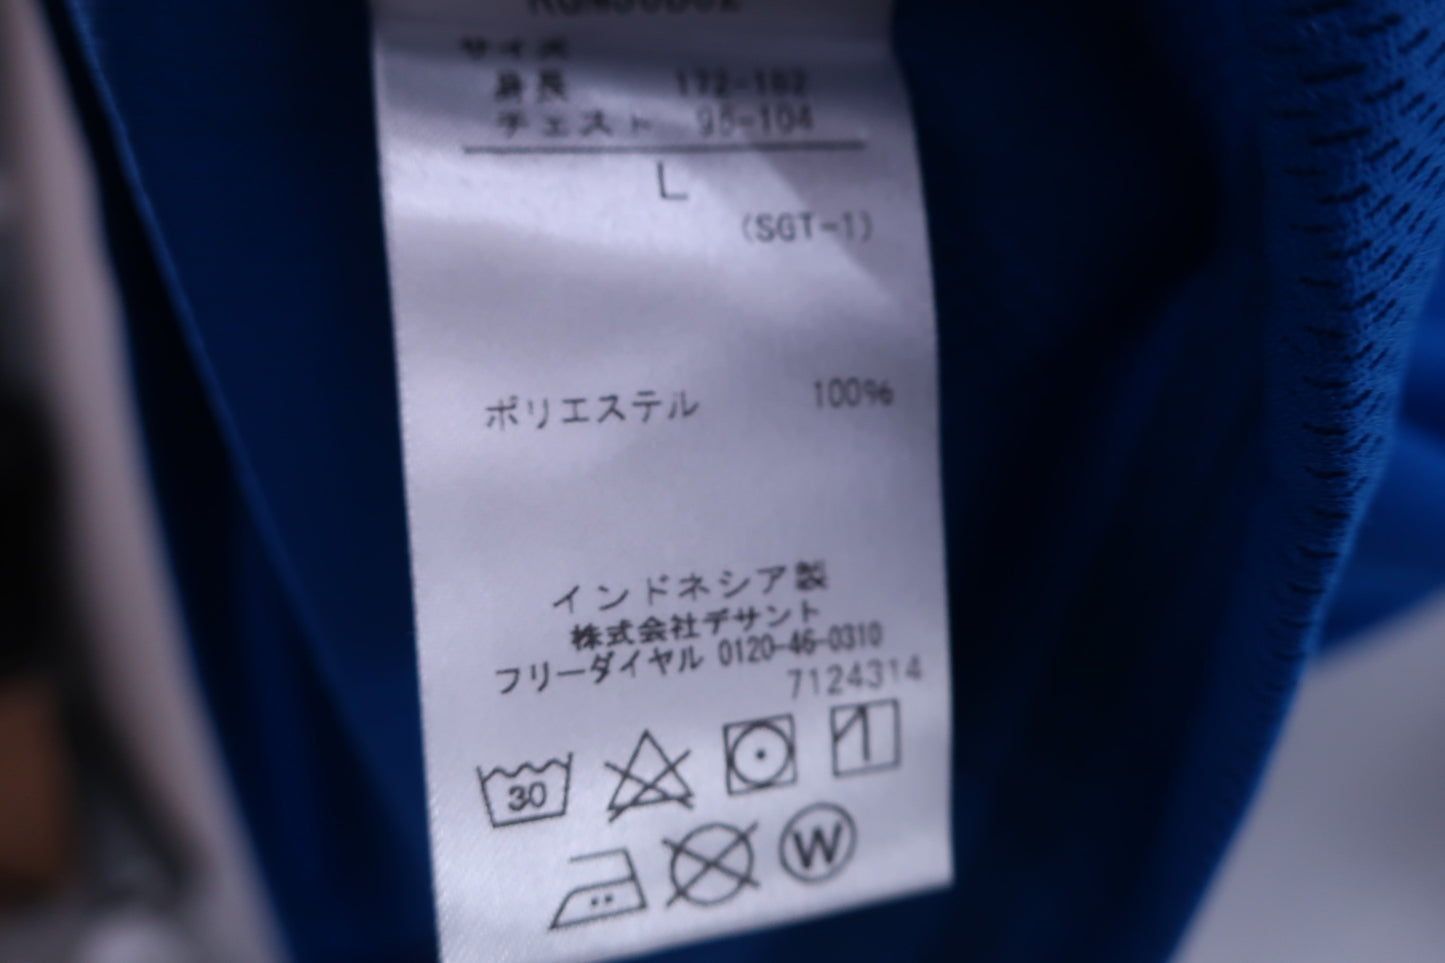 サイズ
身長 172-182
チェスト 96-104
L
(SGT-1)
ポリエステル 100%
インドネシア製
株式会社デサント
フリーダイヤル 0120-46-0310
7124314
30
W